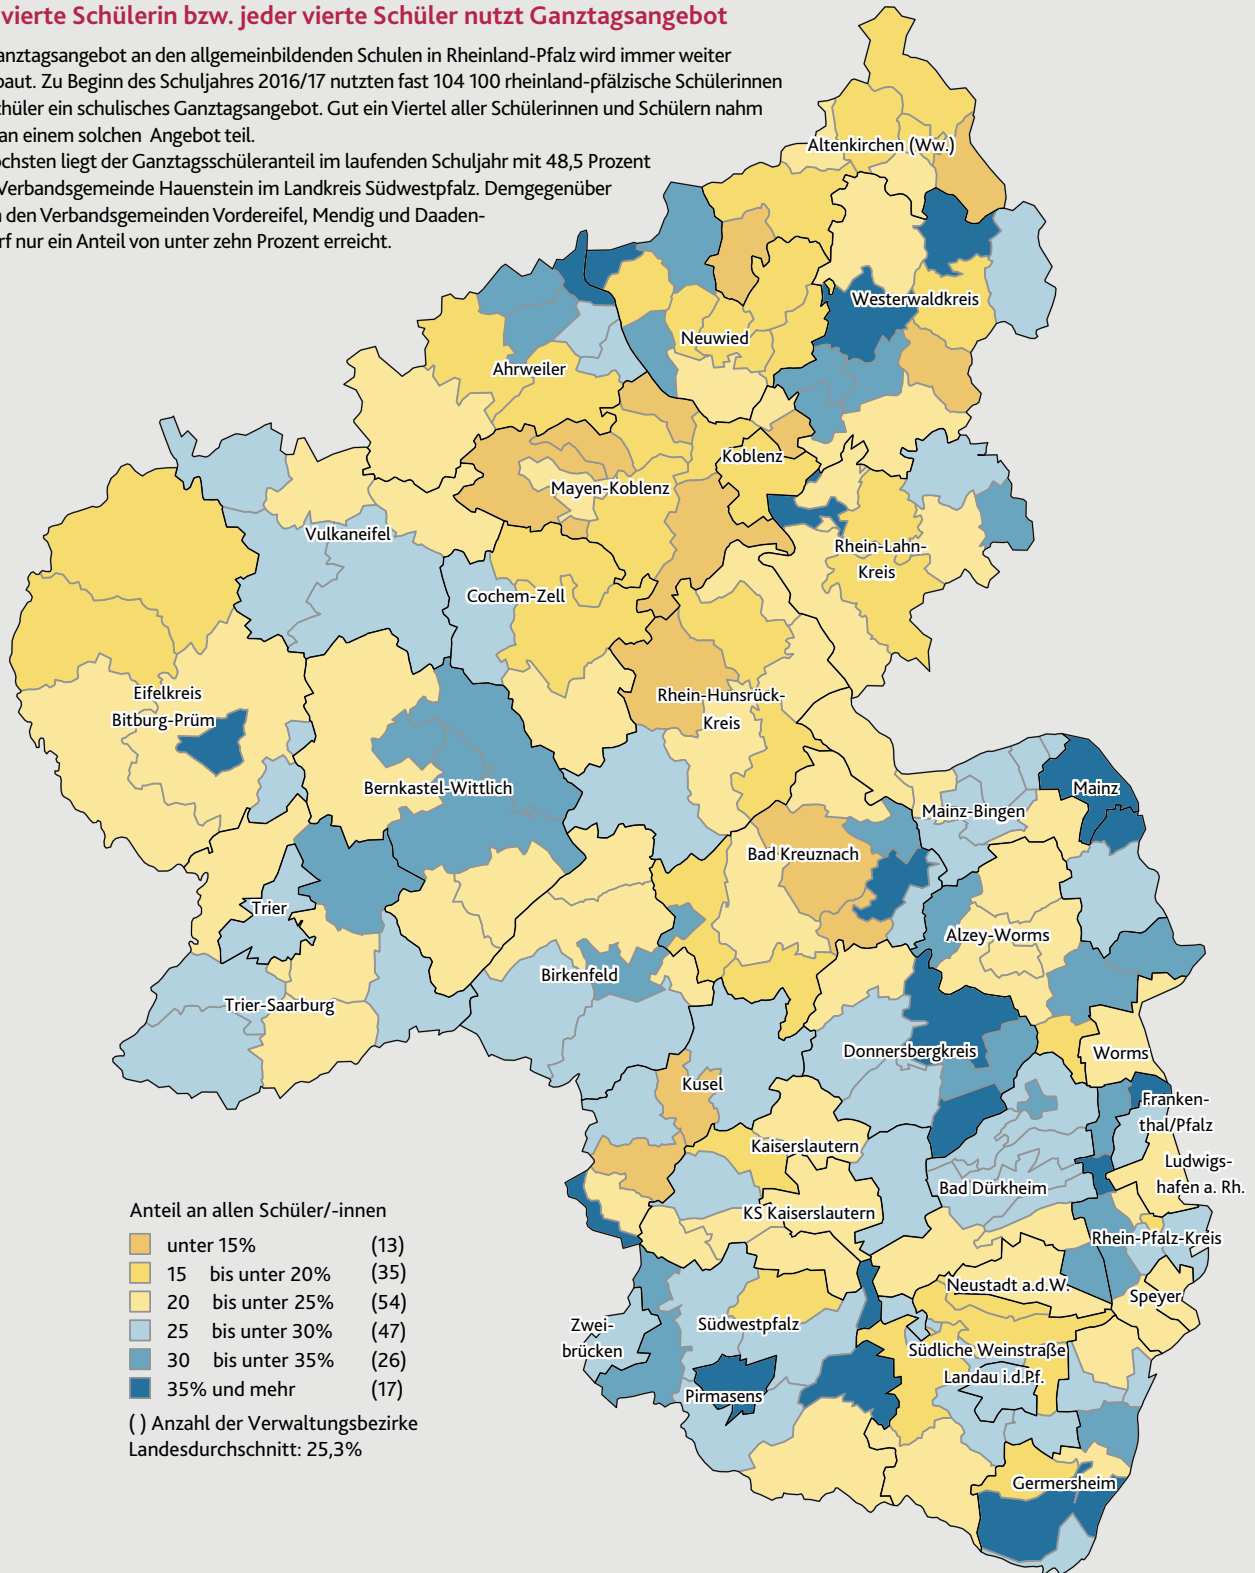 vierte Schülerin bzw. jeder vierte Schüler nutzt Ganztagsangebot
anztagsangebot an den allgemeinbildenden Schulen in Rheinland-Pfalz wird immer weiter
baut. Zu Beginn des Schuljahres 2016/17 nutzten fast 104 100 rheinland-pfälzische Schülerinnen
chüler ein schulisches Ganztagsangebot. Gut ein Viertel aller Schülerinnen und Schülern nahm
an einem solchen Angebot teil.
öchsten liegt der Ganztagsschüleranteil im laufenden Schuljahr mit 48,5 Prozent
Verbandsgemeinde Hauenstein im Landkreis Südwestpfalz. Demgegenüber
n den Verbandsgemeinden Vordereifel, Mendig und Daaden-
rf nur ein Anteil von unter zehn Prozent erreicht.
Altenkirchen (Ww.)
Westerwaldkreis
Neuwied
Ahrweiler
Koblenz
Mayen-Koblenz
Vulkaneifel
Rhein-Lahn-
Kreis
Cochem-Zell
Eifelkreis
Bitburg-Prüm
Rhein-Hunsrück-
Kreis
Bernkastel-Wittlich
Mainz
Mainz-Bingen
Bad Kreuznach
Trier
Alzey-Worms
Birkenfeld
Trier-Saarburg
Donnersbergkreis
Worms
Kusel
Franken-
thal/Pfalz
Kaiserslautern
Ludwigs-
hafen a. Rh.
Bad Dürkheim
KS Kaiserslautern
Rhein-Pfalz-Kreis
Neustadt a.d.W.
Speyer
Zwei-
brücken
Südwestpfalz
Südliche Weinstraße
Landau i.d.Pf.
Pirmasens
Germersheim
Anteil an allen Schüler/-innen
unter 15% (13)
15 bis unter 20% (35)
20 bis unter 25% (54)
25 bis unter 30% (47)
30 bis unter 35% (26)
35% und mehr (17)
( ) Anzahl der Verwaltungsbezirke
Landesdurchschnitt: 25,3%